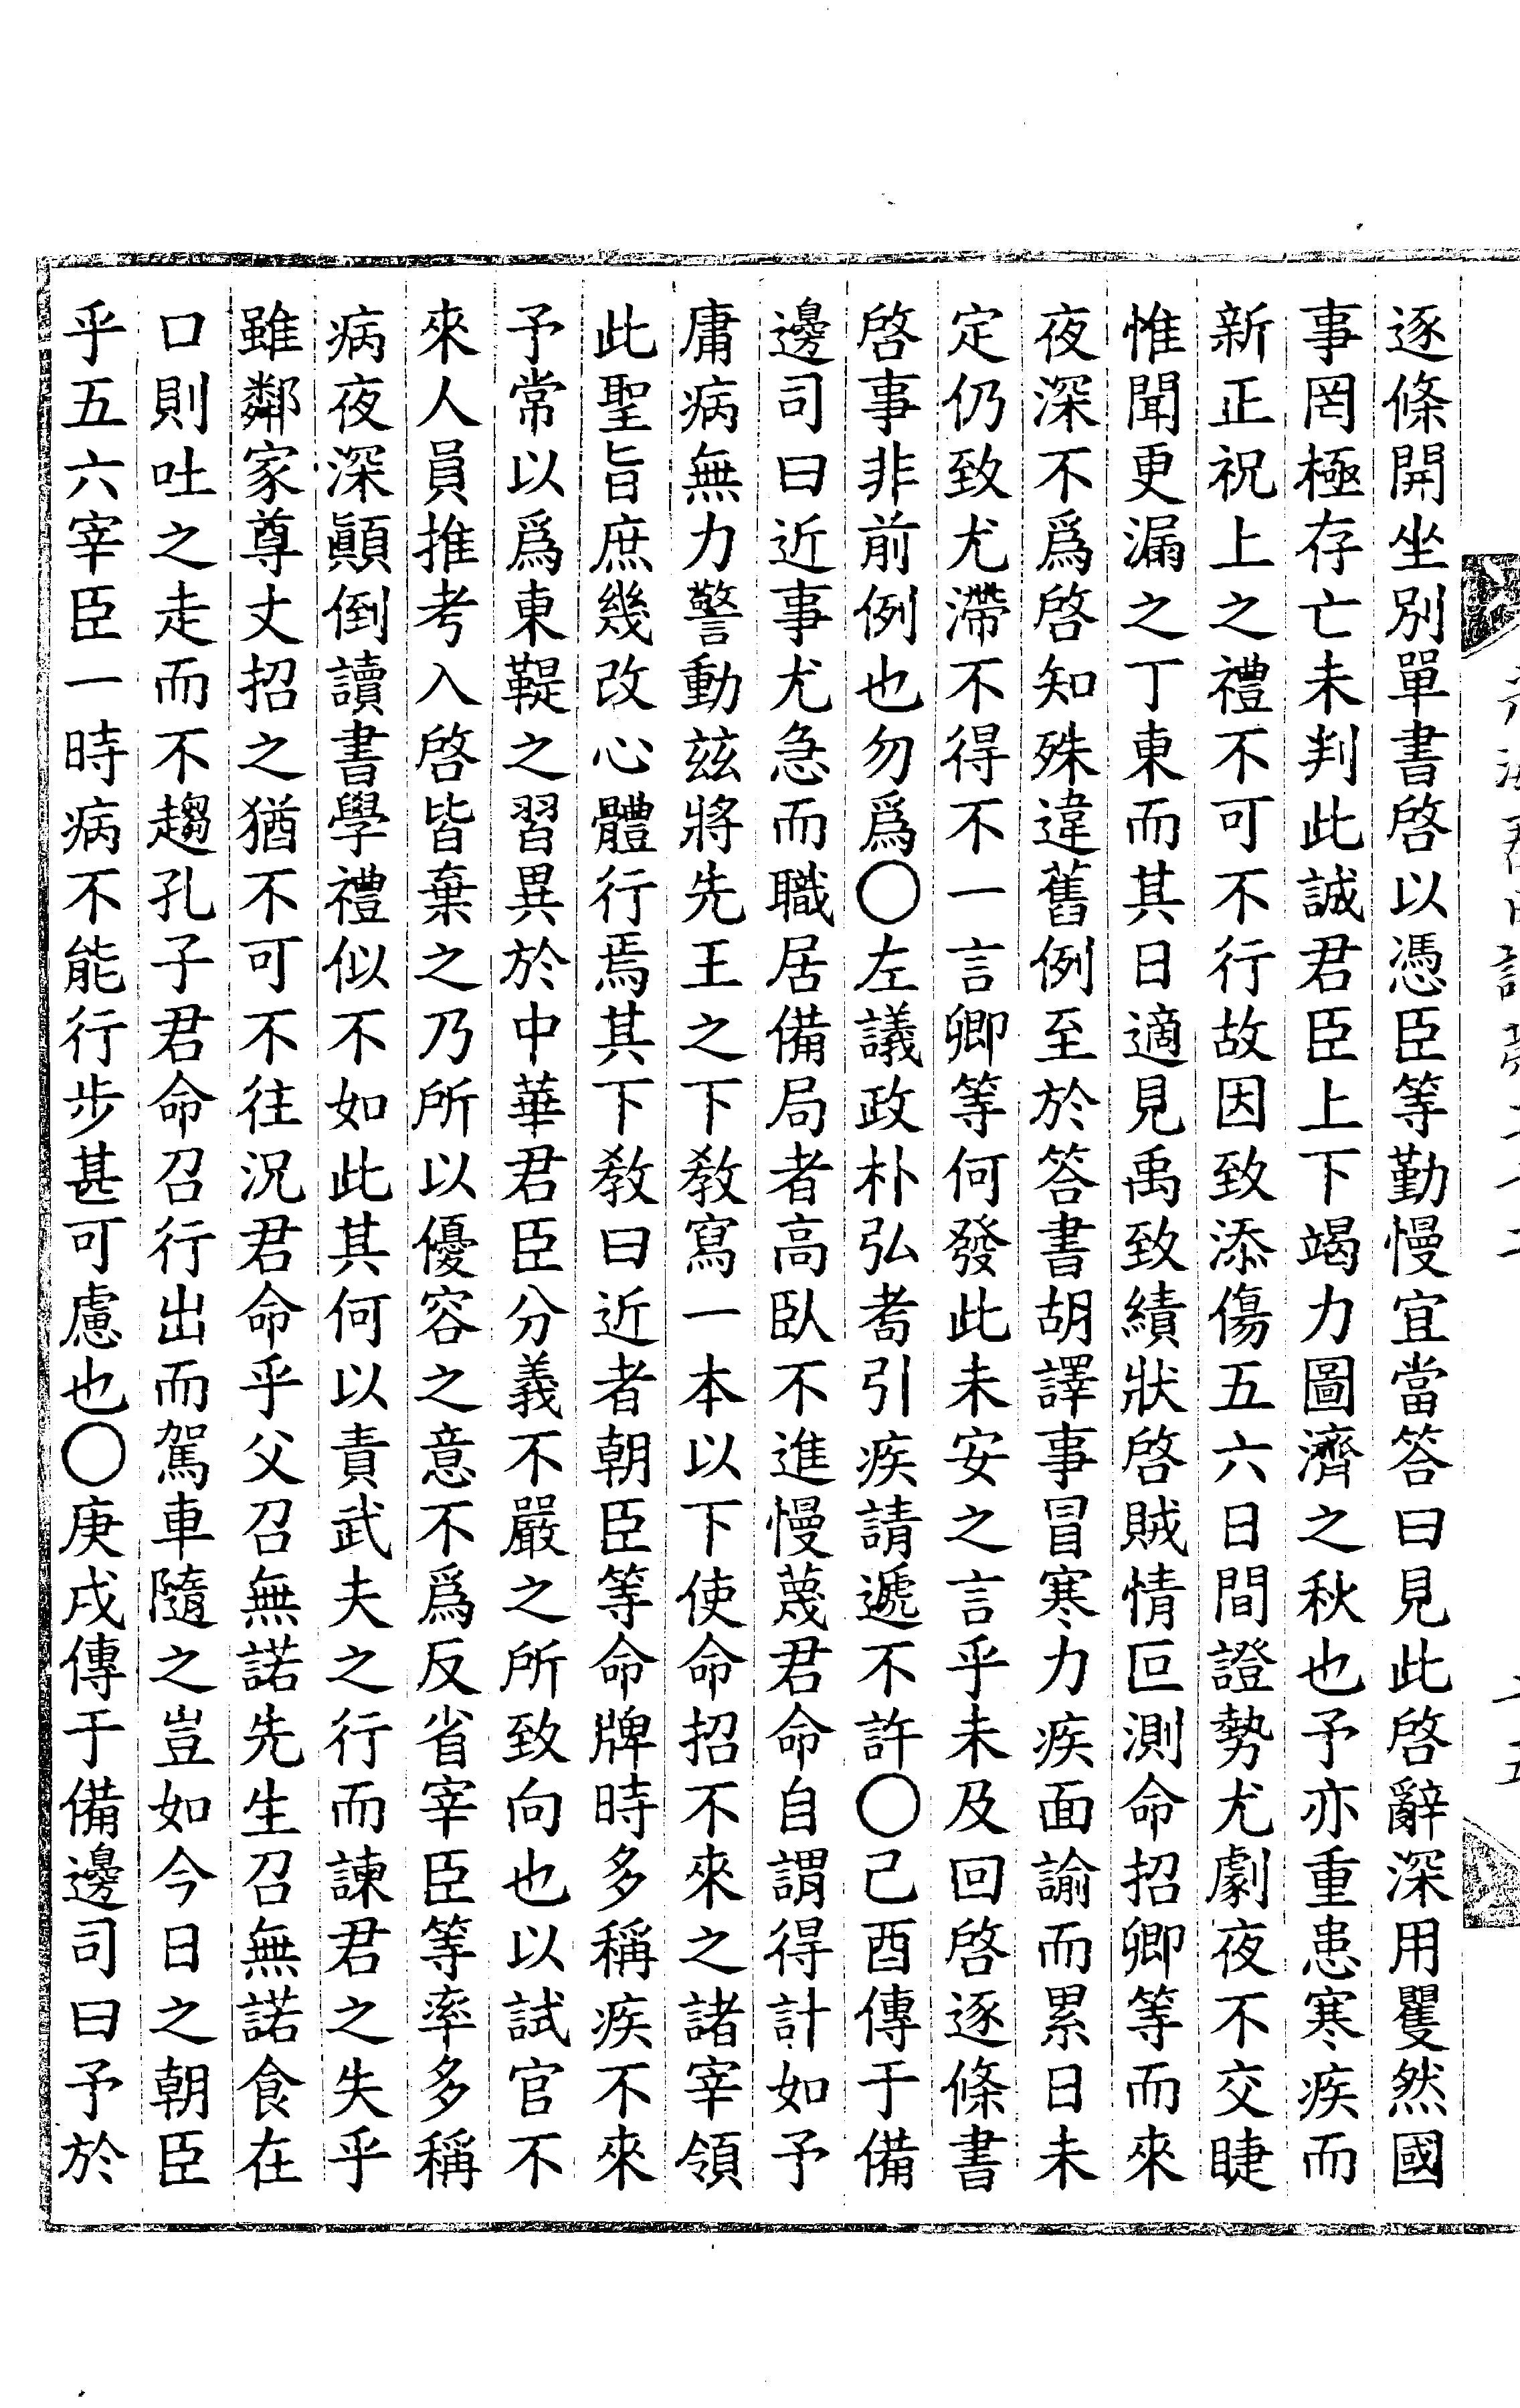 逐條開坐別單書啓以憑臣等勤慢宜當答曰見此啓辭深用瞿然國
事罔極存亡未判此誠君臣上下竭力圖濟之秋也予亦重患寒疾而
新正祝上之禮不可不行故因致添傷五六日間證勢尤劇夜不交睫
惟聞更漏之丁東而其日適見禹致績狀啓賊情叵測命招卿等而來
夜深不爲啓知殊違舊例至於答書胡譯事冒寒力疾面諭而累日未
定仍致尤滯不得不一言卿等何發此未安之言乎未及回啓逐條書
啓事非前例也勿爲○左議政朴弘耉引疾請遞不許○己酉傳于備
邊司曰近事尤急而職居備局者高臥不進慢蔑君命自謂得計如予
庸病無力警動玆將先王之下敎寫一本以下使命招不來之諸宰領
此聖旨庶幾改心體行焉其下敎曰近者朝臣等命牌時多稱疾不來
予常以爲東鞮之習異於中華君臣分義不嚴之所致向也以試官不
來人員推考入啓皆棄之乃所以優容之意不爲反省宰臣等率多稱
病夜深顚倒讀書學禮似不如此其何以責武夫之行而諫君之失乎
雖鄰家尊丈招之猶不可不往況君命乎父召無諾先生召無諾食在
口則吐之走而不趨孔子君命召行出而駕車隨之豈如今日之朝臣
乎五六宰臣一時病不能行步甚可慮也○庚戌傳于備邊司曰予於